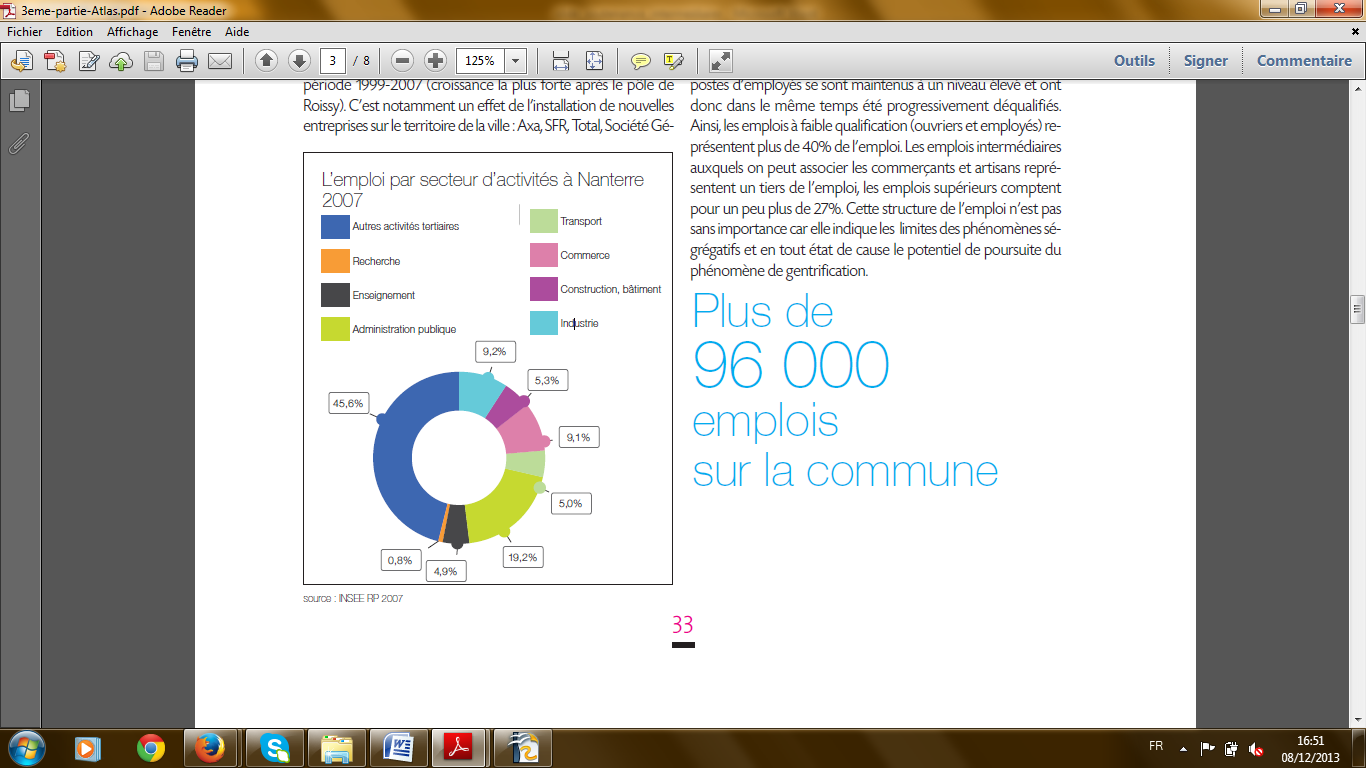 3eme-partie-Atlas.pdf - Adobe Reader
Fichier Edition Affichage Fenêtre Aide
3 / 8 125% Outils Signer Commentaire
période 1999-2007 (croissance la plus forte après le pôle de
Roissy). C'est notamment un effet de l'installation de nouvelles
entreprises sur le territoire de la ville : Axa, SFR, Total, Société Gé-
L'emploi par secteur d'activités à Nanterre
2007
Autres activités tertiaires
Recherche
Enseignement
Administration publique
Transport
Commerce
Construction, bâtiment
Industrie
9,2%
5,3%
45,6%
9,1%
5,0%
19,2%
0,8%
4,9%
source : INSEE RP 2007
postes d'employés se sont maintenus à un niveau élevé et ont
donc dans le même temps été progressivement déqualifiés.
Ainsi, les emplois à faible qualification (ouvriers et employés) re-
présentent plus de 40% de l'emploi. Les emplois intermédiaires
auxquels on peut associer les commerçants et artisans repré-
sentent un tiers de l'emploi, les emplois supérieurs comptent
pour un peu plus de 27%. Cette structure de l'emploi n'est pas
sans importance car elle indique les limites des phénomènes sé-
grégatifs et en tout état de cause le potentiel de poursuite du
phénomène de gentrification.
Plus de
96 000
emplois
sur la commune
33
FR
16:51
08/12/2013